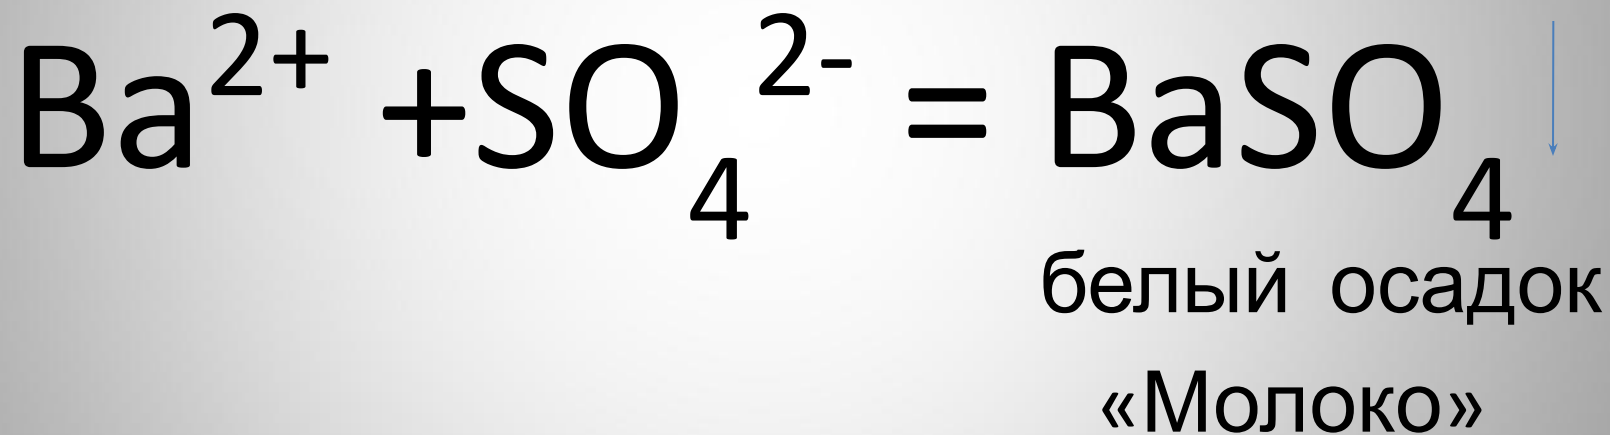 Ba²⁺ +SO₄²⁻ = BaSO₄ ↓
белый осадок
«Молоко»